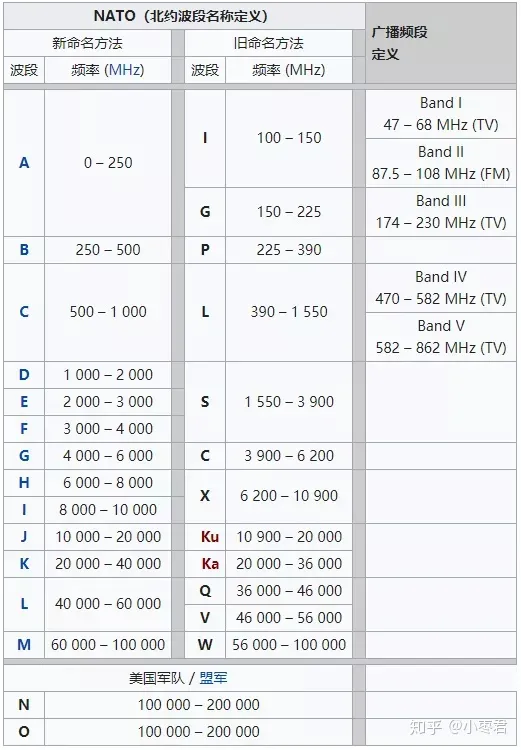 NATO（北约波段名称定义）
广播频段
定义
新命名方法
旧命名方法
波段
频率 (MHz)
波段
频率 (MHz)
A
0 – 250
I
100 – 150
Band I
47 – 68 MHz (TV)
Band II
87.5 – 108 MHz (FM)
G
150 – 225
Band III
174 – 230 MHz (TV)
B
250 – 500
P
225 – 390
C
500 – 1 000
L
390 – 1 550
Band IV
470 – 582 MHz (TV)
Band V
582 – 862 MHz (TV)
D
1 000 – 2 000
S
1 550 – 3 900
E
2 000 – 3 000
F
3 000 – 4 000
G
4 000 – 6 000
C
3 900 – 6 200
H
6 000 – 8 000
X
6 200 – 10 900
I
8 000 – 10 000
J
10 000 – 20 000
Ku
10 900 – 20 000
K
20 000 – 40 000
Ka
20 000 – 36 000
L
40 000 – 60 000
Q
36 000 – 46 000
V
46 000 – 56 000
M
60 000 – 100 000
W
56 000 – 100 000
美国军队 / 盟军
N
100 000 – 200 000
O
100 000 – 200 000
知乎 @小枣君